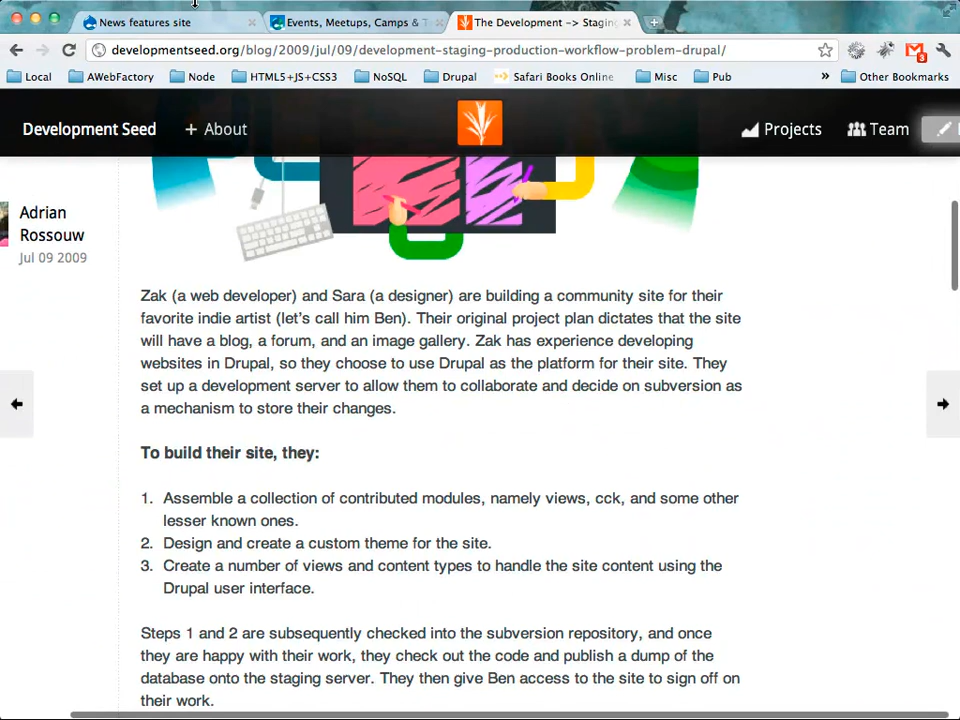 News features site
Events, Meetups, Camps & T
The Development -> Staging
developmentseed.org/blog/2009/jul/09/development-staging-production-workflow-problem-drupal/
3
Local
AWebFactory
Node
HTML5+JS+CSS3
NoSQL
Drupal
Safari Books Online
Misc
Pub
»
Other Bookmarks
Development Seed
+ About
Projects
Team
Adrian
Rossouw
Jul 09 2009
Zak (a web developer) and Sara (a designer) are building a community site for their
favorite indie artist (let's call him Ben). Their original project plan dictates that the site
will have a blog, a forum, and an image gallery. Zak has experience developing
websites in Drupal, so they choose to use Drupal as the platform for their site. They
set up a development server to allow them to collaborate and decide on subversion as
a mechanism to store their changes.
To build their site, they:
1. Assemble a collection of contributed modules, namely views, cck, and some other
lesser known ones.
2. Design and create a custom theme for the site.
3. Create a number of views and content types to handle the site content using the
Drupal user interface.
Steps 1 and 2 are subsequently checked into the subversion repository, and once
they are happy with their work, they check out the code and publish a dump of the
database onto the staging server. They then give Ben access to the site to sign off on
their work.